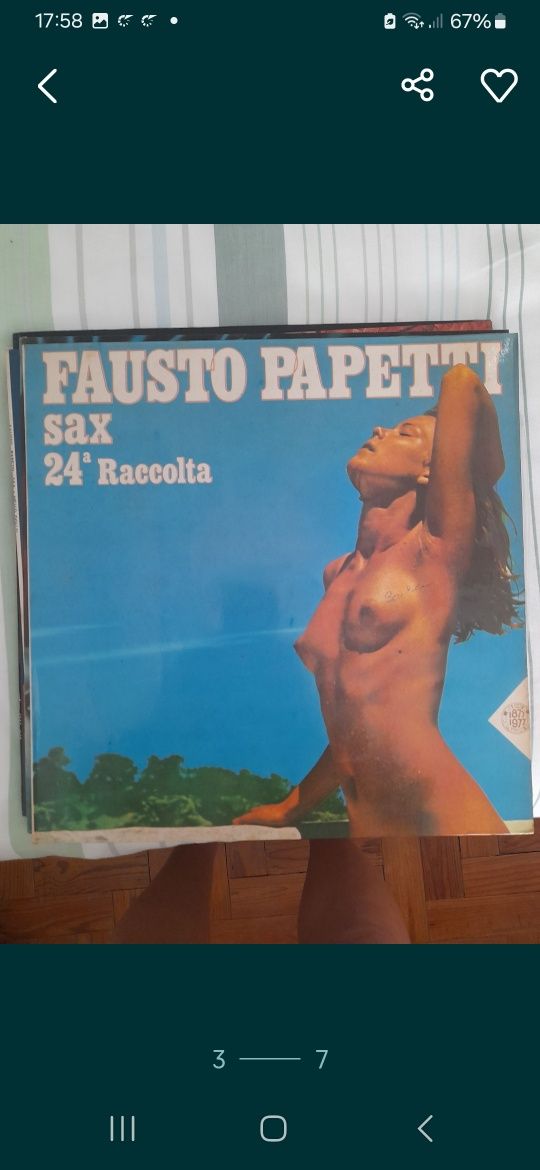 17:58
67%
FAUSTO PAPETTI
sax
24ª Raccolta
1877
1977
3
7